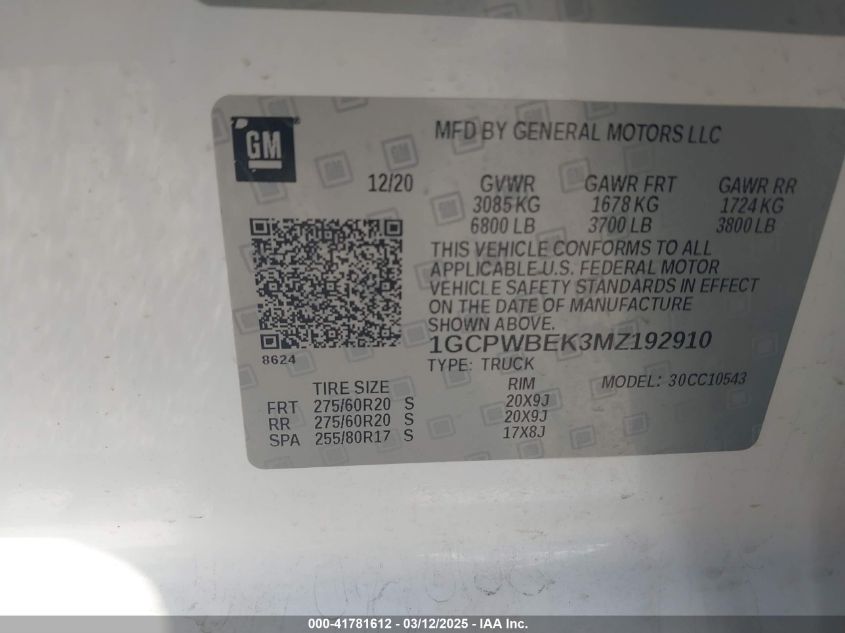 GM
MFD BY GENERAL MOTORS LLC
12/20 GVWR GAWR FRT GAWR RR
3085 KG 1678 KG 1724 KG
6800 LB 3700 LB 3800 LB
THIS VEHICLE CONFORMS TO ALL
APPLICABLE U.S. FEDERAL MOTOR
VEHICLE SAFETY STANDARDS IN EFFECT
ON THE DATE OF MANUFACTURE
SHOWN ABOVE.
8624
1GCPWBEK3MZ192910
TYPE: TRUCK
TIRE SIZE RIM MODEL: 30CC10543
FRT 275/60R20 S 20X9J
RR 275/60R20 S 20X9J
SPA 255/80R17 S 17X8J
000-41781612 - 03/12/2025 - IAA Inc.